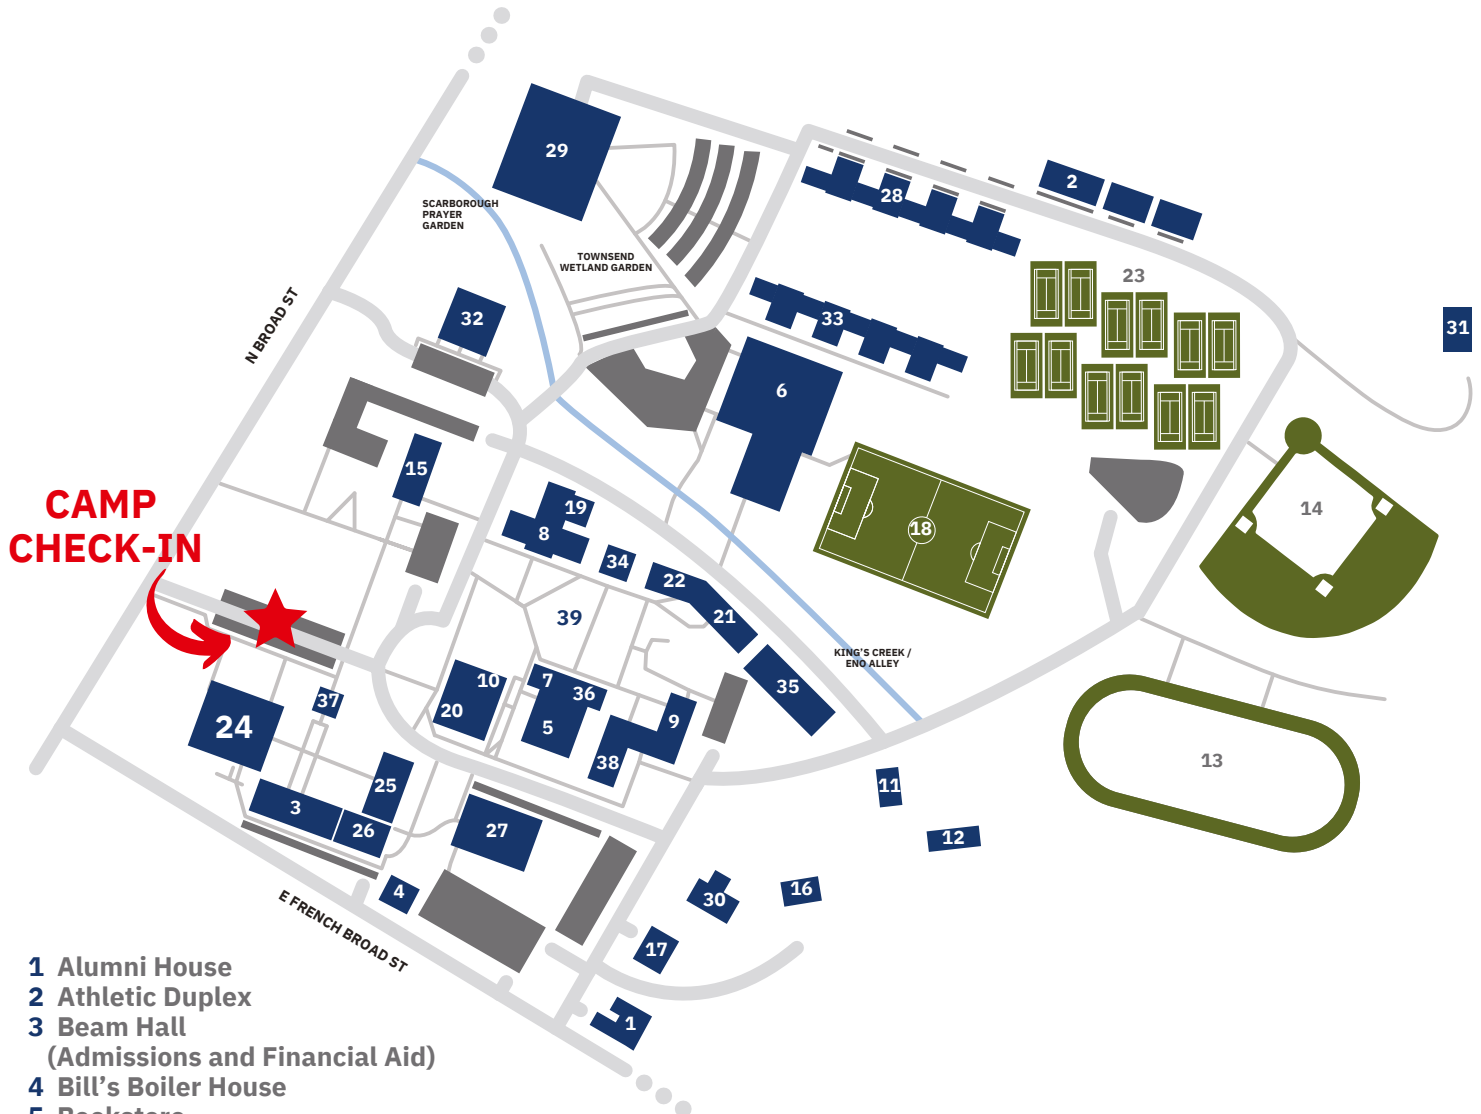 29
SCARBOROUGH
PRAYER
GARDEN
TOWNSEND
WETLAND GARDEN
28
2
23
31
N BROAD ST
32
33
6
15
14
CAMP
CHECK-IN
19
8
34
18
22
21
39
KING'S CREEK /
ENO ALLEY
35
10
7
36
20
5
9
38
37
24
13
25
3
26
27
11
12
4
30
16
17
1
E FRENCH BROAD ST
1 Alumni House
2 Athletic Duplex
3 Beam Hall
(Admissions and Financial Aid)
4 Bill's Boiler House
5 Bookstore